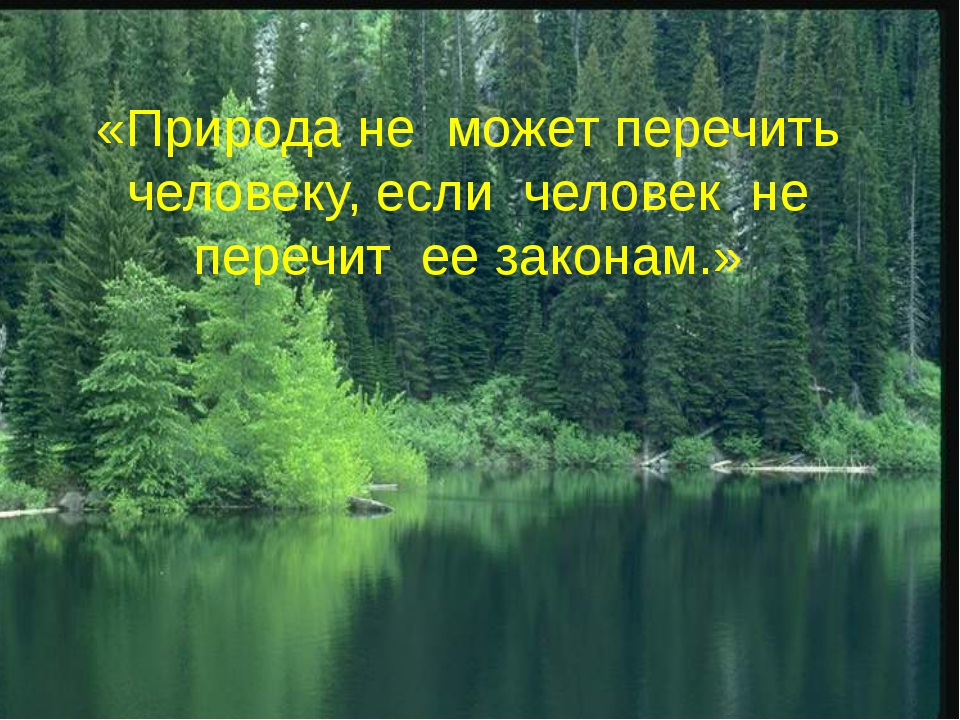 «Природа не  может перечить
человеку, если  человек  не
перечит  ее законам.»